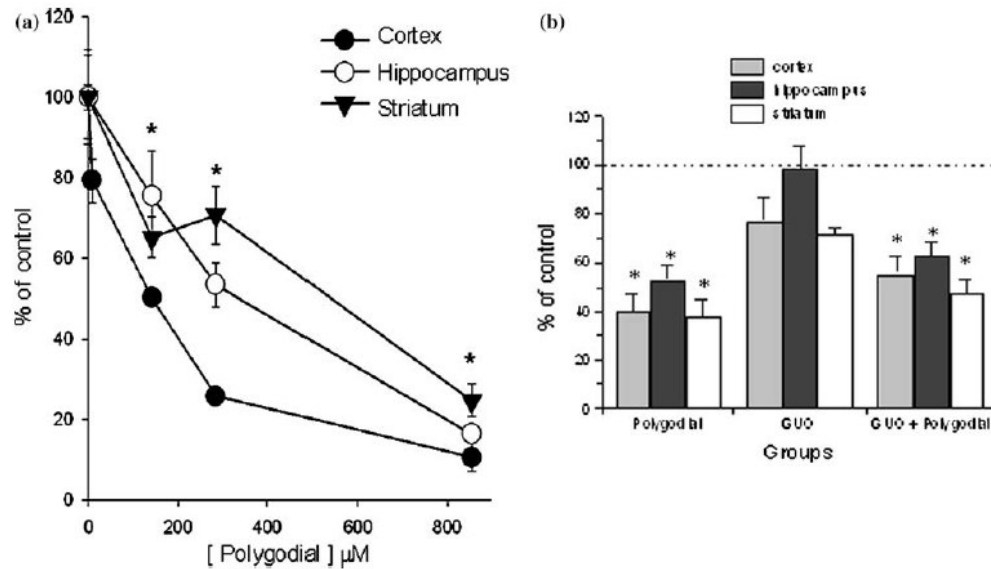 (a)
120
100
80
60
40
20
0
% of control
Cortex
Hippocampus
Striatum
*
*
*
0 200 400 600 800
[ Polygodial ] µM
(b)
cortex
hippocampus
striatum
120
100
80
60
40
20
0
% of control
* * *
* * *
Polygodial GUO GUO + Polygodial
Groups